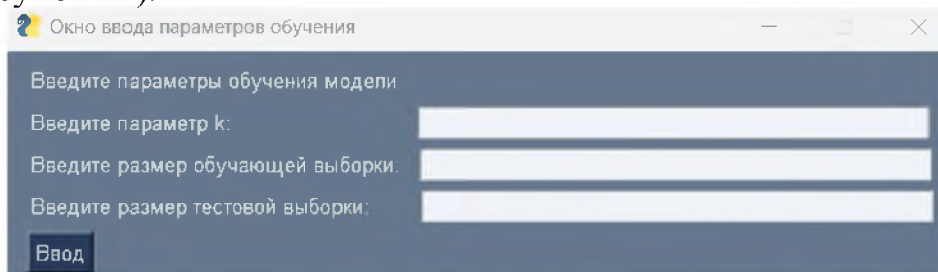 Окно ввода параметров обучения
Введите параметры обучения модели
Введите параметр k:
Введите размер обучающей выборки:
Введите размер тестовой выборки:
Ввод